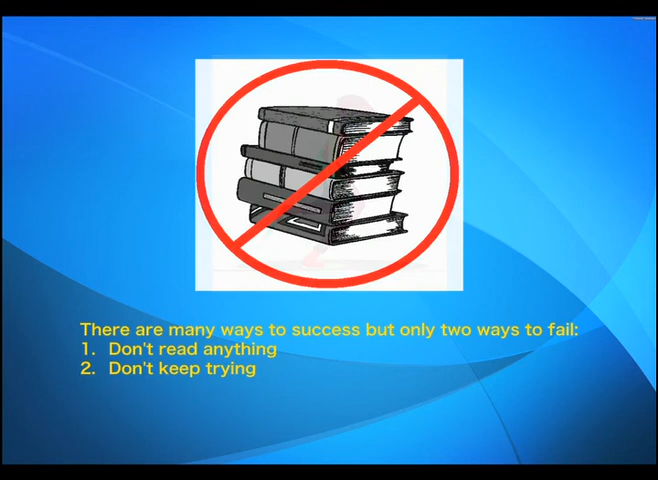 There are many ways to success but only two ways to fail:
1. Don't read anything
2. Don't keep trying